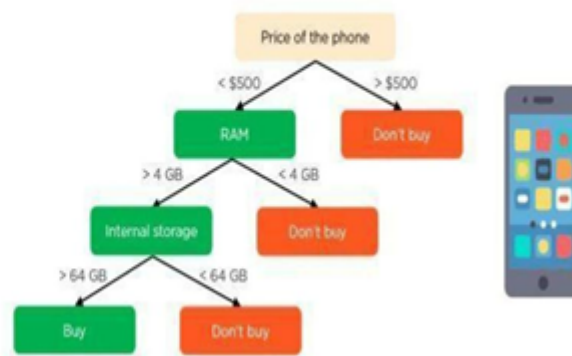 Price of the phone
< $500
> $500
RAM
Don't buy
> 4 GB
< 4 GB
Internal storage
Don't buy
> 64 GB
< 64 GB
Buy
Don't buy